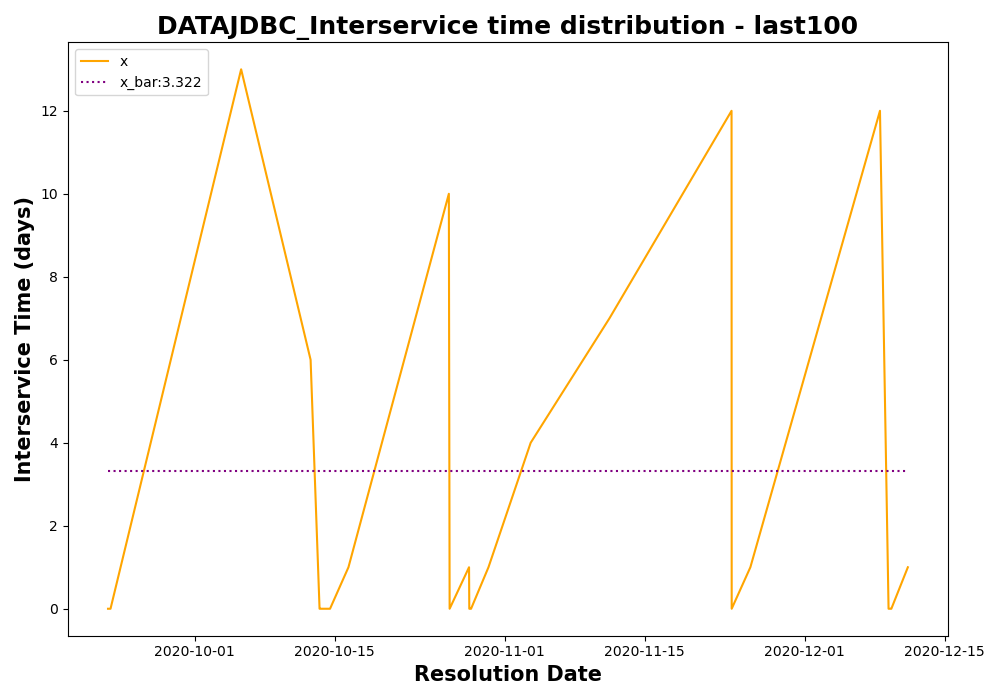 DATAJDBC_Interservice time distribution - last100
x
x_bar:3.322
Interservice Time (days)
12
10
8
6
4
2
0
2020-10-01
2020-10-15
2020-11-01
2020-11-15
2020-12-01
2020-12-15
Resolution Date